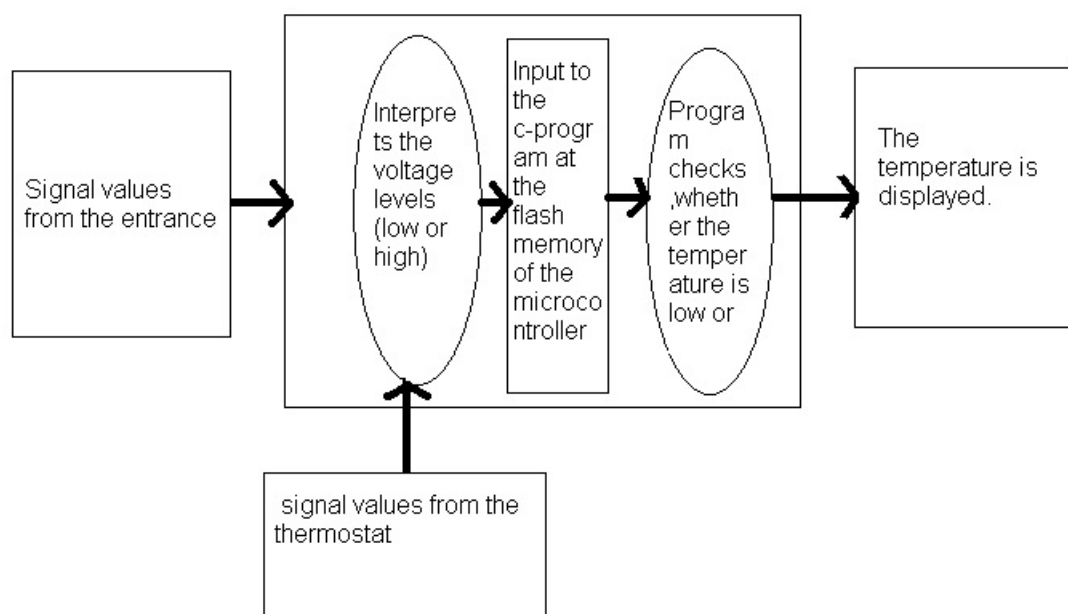 Signal values
from the entrance
Interpre
ts the
voltage
levels
(low or
high)
Input to
the
c-progr
am at
the
flash
memory
of the
microco
ntroller
Progra
m
checks
,wheth
er the
temper
ature is
low or
The
temperature is
displayed.
signal values from the
thermostat